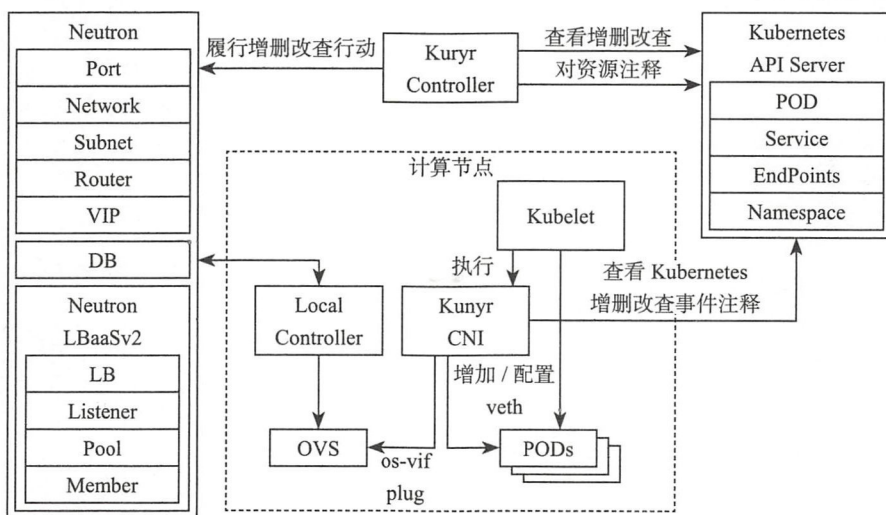 Neutron
Port
Network
Subnet
Router
VIP
DB
Neutron
LBaaSv2
LB
Listener
Pool
Member
履行增删改查行动
Kuryr
Controller
查看增删改查
对资源注释
Kubernetes
API Server
POD
Service
EndPoints
Namespace
计算节点
Kubelet
执行
查看 Kubernetes
增删改查事件注释
Local
Controller
Kunyr
CNI
增加 / 配置
veth
OVS
os-vif
plug
PODs